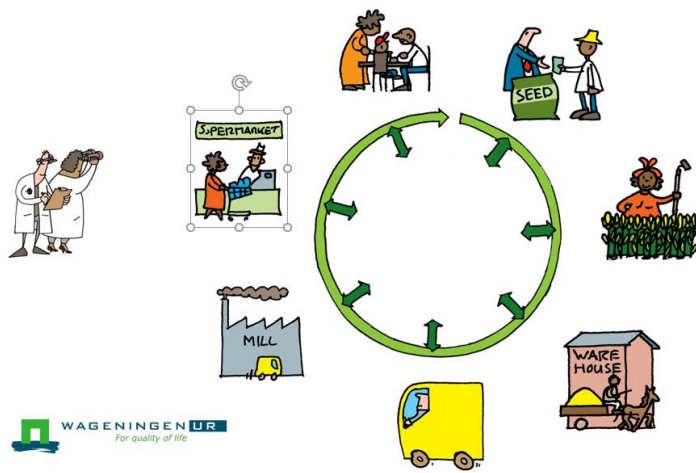 SEED
SUPERMARKET
WARE
HOUSE
MILL
WAGENINGEN UR
For quality of life